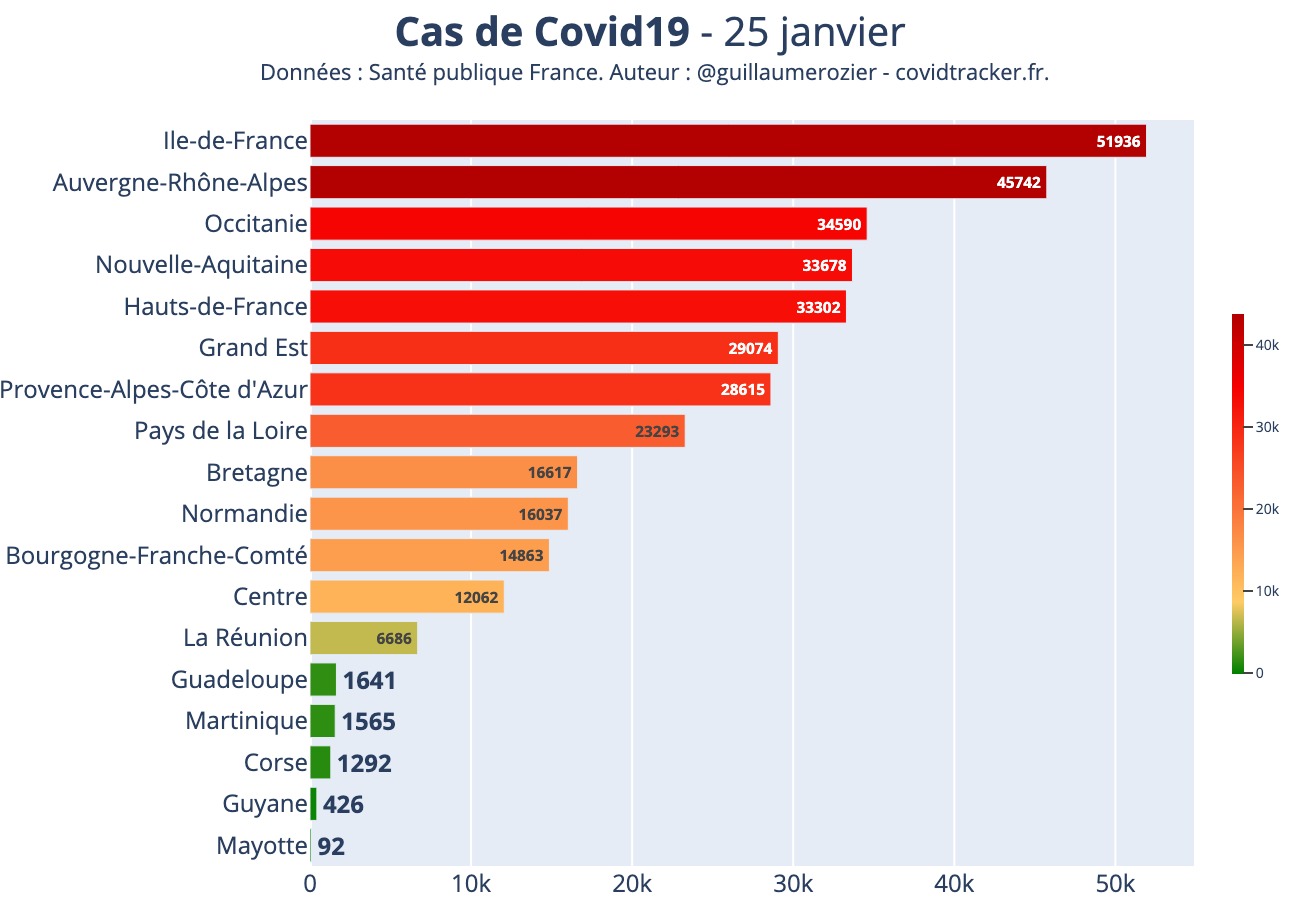 Cas de Covid19 - 25 janvier
Données : Santé publique France. Auteur : @guillaumerozier - covidtracker.fr.
Ile-de-France 51936
Auvergne-Rhône-Alpes 45742
Occitanie 34590
Nouvelle-Aquitaine 33678
Hauts-de-France 33302
Grand Est 29074
Provence-Alpes-Côte d'Azur 28615
Pays de la Loire 23293
Bretagne 16617
Normandie 16037
Bourgogne-Franche-Comté 14863
Centre 12062
La Réunion 6686
Guadeloupe 1641
Martinique 1565
Corse 1292
Guyane 426
Mayotte 92
0 10k 20k 30k 40k 50k
40k
30k
20k
10k
0